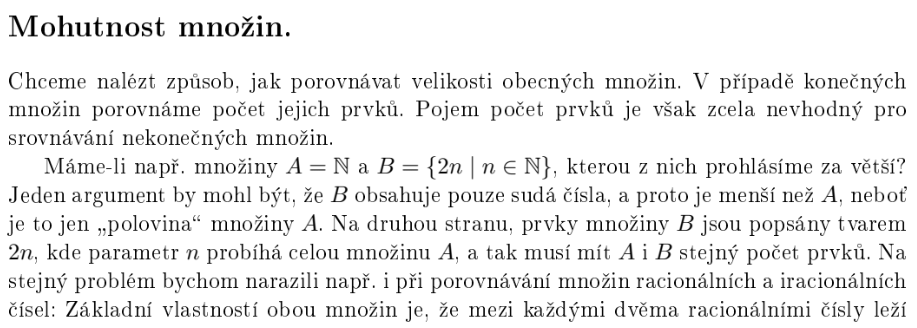 Mohutnost množin.
Chceme nalézt způsob, jak porovnávat velikosti obecných množin. V případě konečných
množin porovnáme počet jejich prvků. Pojem počet prvků je však zcela nevhodný pro
srovnávání nekonečných množin.
Máme-li např. množiny A = ℕ a B = {2n | n ∈ ℕ}, kterou z nich prohlásíme za větší?
Jeden argument by mohl být, že B obsahuje pouze sudá čísla, a proto je menší než A, neboť
je to jen „polovina“ množiny A. Na druhou stranu, prvky množiny B jsou popsány tvarem
2n, kde parametr n probíhá celou množinu A, a tak musí mít A i B stejný počet prvků. Na
stejný problém bychom narazili např. i při porovnávání množin racionálních a iracionálních
čísel: Základní vlastností obou množin je, že mezi každými dvěma racionálními čísly leží